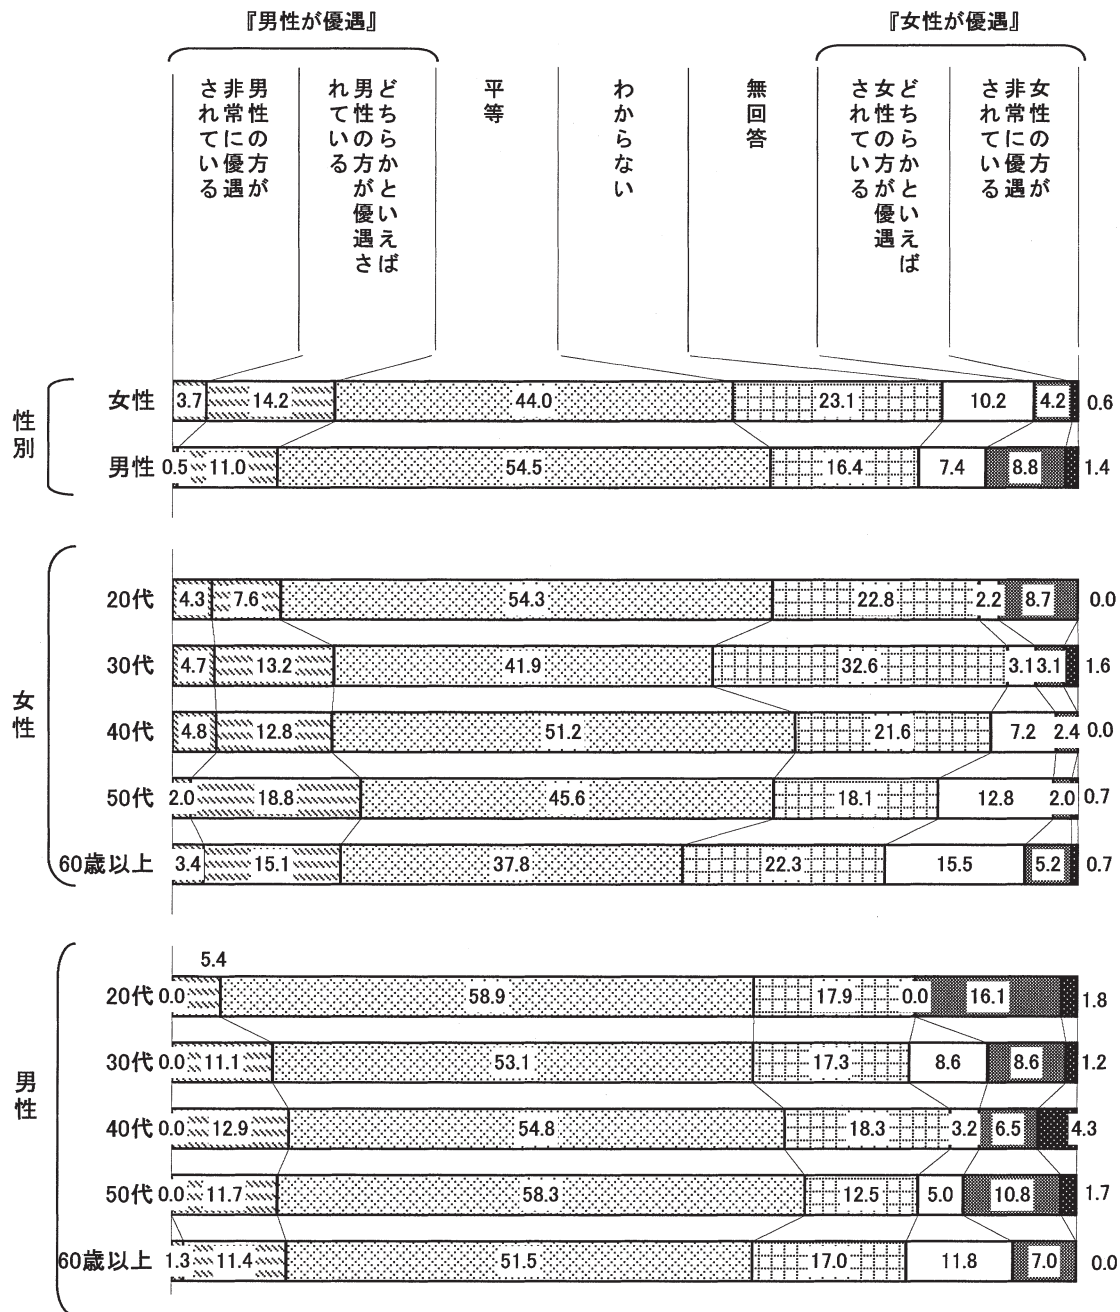 『男性が優遇』
『女性が優遇』
男性の方が
非常に優遇
されている
どちらかといえば
男性の方が優遇さ
れている
平等
わからない
無回答
どちらかといえば
女性の方が優遇
されている
女性の方が
非常に優遇
されている
性別
女性 3.7 14.2 44.0 23.1 10.2 4.2 0.6
男性 0.5 11.0 54.5 16.4 7.4 8.8 1.4
女性
20代 4.3 7.6 54.3 22.8 2.2 8.7 0.0
30代 4.7 13.2 41.9 32.6 3.1 3.1 1.6
40代 4.8 12.8 51.2 21.6 7.2 2.4 0.0
50代 2.0 18.8 45.6 18.1 12.8 2.0 0.7
60歳以上 3.4 15.1 37.8 22.3 15.5 5.2 0.7
男性
5.4
20代 0.0 58.9 17.9 0.0 16.1 1.8
30代 0.0 11.1 53.1 17.3 8.6 8.6 1.2
40代 0.0 12.9 54.8 18.3 3.2 6.5 4.3
50代 0.0 11.7 58.3 12.5 5.0 10.8 1.7
60歳以上 1.3 11.4 51.5 17.0 11.8 7.0 0.0